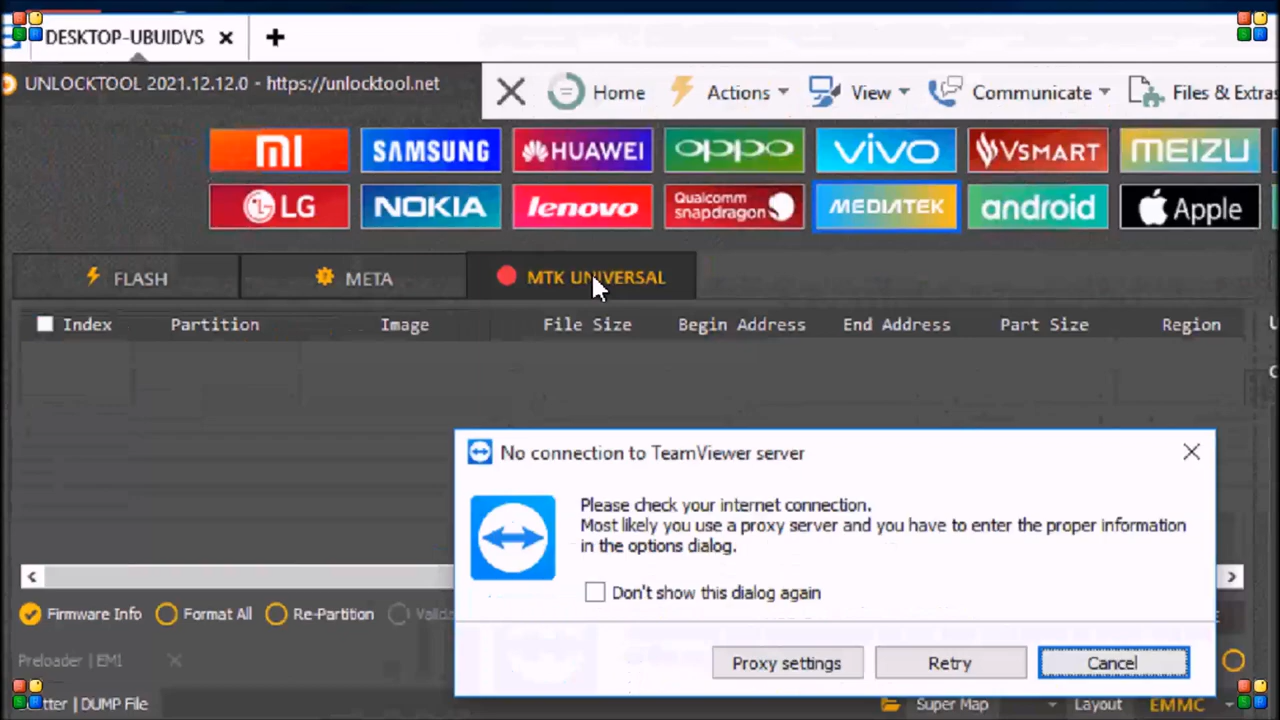 DESKTOP-UBUIDVS
UNLOCKTOOL 2021.12.12.0 - https://unlocktool.net
Home Actions View Communicate Files & Extras
MI SAMSUNG HUAWEI oppo vivo VSMART MEIZU
LG NOKIA lenovo Qualcomm snapdragon MEDIATEK android Apple
FLASH META MTK UNIVERSAL
Index Partition Image File Size Begin Address End Address Part Size Region
No connection to TeamViewer server
Please check your internet connection.
Most likely you use a proxy server and you have to enter the proper information
in the options dialog.
Don't show this dialog again
Firmware Info Format All Re-Partition
Proxy settings Retry Cancel
Preloader | EMI
tter | DUMP File Super Map Layout EMMC